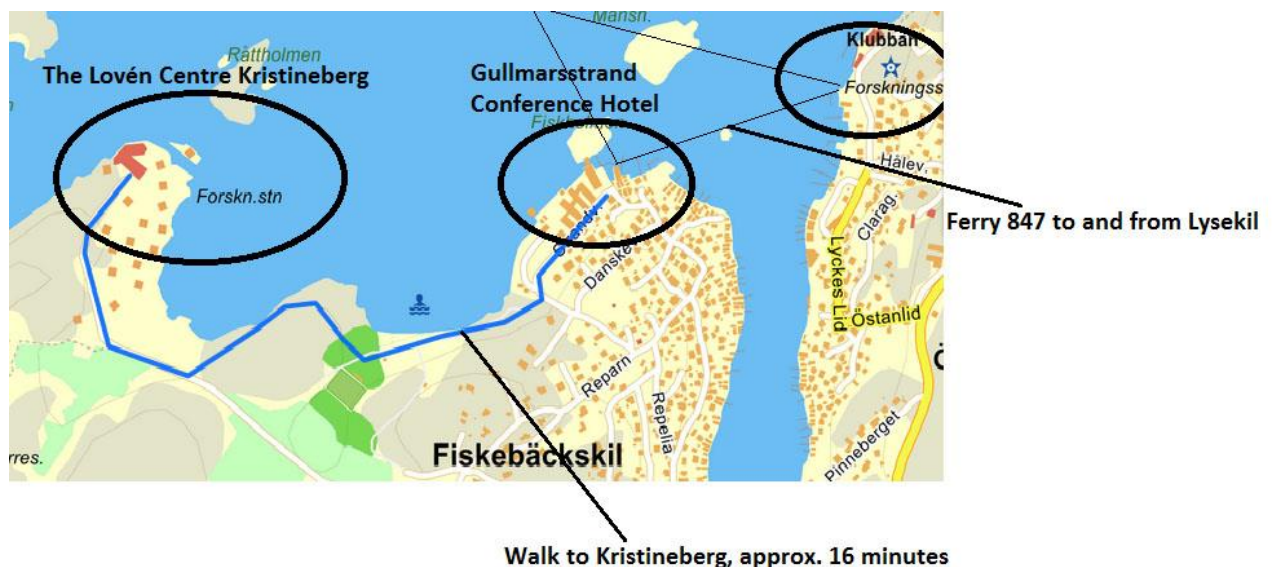 Månsh.
Klubban
Råttholmen
The Lovén Centre Kristineberg
Gullmarsstrand
Conference Hotel
Forskningss
Hålev,
Forskn.stn
Ferry 847 to and from Lysekil
Clarag.
Danske
Lyckes Lid
Östanlid
Reparn
Repelia
Pinneberget
Fiskebäckskil
rres.
Walk to Kristineberg, approx. 16 minutes